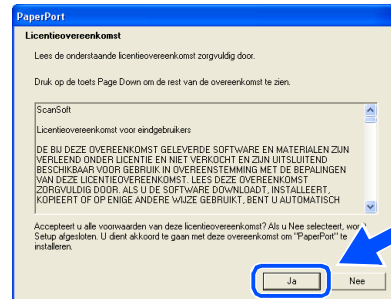 PaperPort
Licentieovereenkomst
Lees de onderstaande licentieovereenkomst zorgvuldig door.
Druk op de toets Page Down om de rest van de overeenkomst te zien.
ScanSoft
Licentieovereenkomst voor eindgebruikers
DE BIJ DEZE OVEREENKOMST GELEVERDE SOFTWARE EN MATERIALEN ZIJN
VERLEEND ONDER LICENTIE EN NIET VERKOCHT EN ZIJN UITSLUITEND
BESCHIKBAAR VOOR GEBRUIK IN OVEREENSTEMMING MET DE BEPALINGEN
VAN DEZE LICENTIEOVEREENKOMST. LEES DEZE OVEREENKOMST
ZORGVULDIG DOOR. ALS U DE SOFTWARE DOWNLOADT, INSTALLEERT,
KOPIEERT OF OP ENIGE ANDERE WIJZE GEBRUIKT, BENT U AUTOMATISCH
Accepteert u alle voorwaarden van deze licentieovereenkomst? Als u Nee selecteert, word
Setup afgesloten. U dient akkoord te gaan met deze overeenkomst om "PaperPort" te
installeren.
Ja
Nee